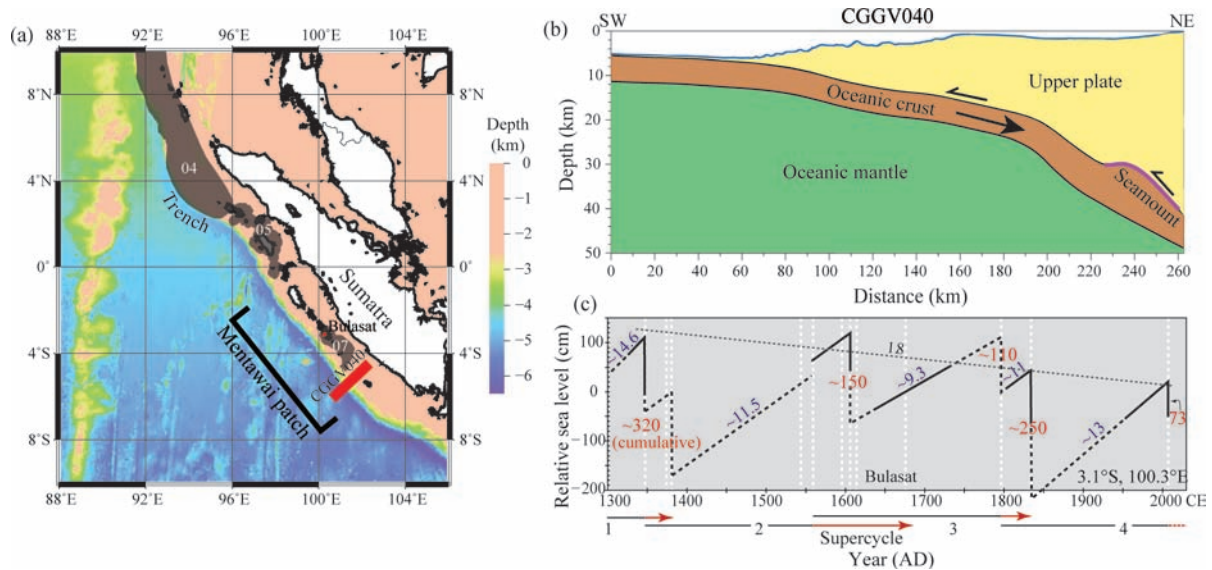 (a)
88°E 92°E 96°E 100°E 104°E
8°N
4°N
0°
4°S
8°S
88°E 92°E 96°E 100°E 104°E
04
05
07
Trench
Sumatra
Bulasat
CGGV040
Mentawai patch
Depth
(km)
0
−1
−2
−3
−4
−5
−6
(b)
CGGV040
SW
NE
0
10
20
30
40
50
Depth (km)
Upper plate
Oceanic crust
Oceanic mantle
Seamount
0 20 40 60 80 100 120 140 160 180 200 220 240 260
Distance (km)
(c)
Relative sea level (cm)
100
0
−100
−200
~14.6
~320
(cumulative)
~11.5
~150
~9.3
18
~110
~1.1
~250
~13
73
Bulasat
3.1°S, 100.3°E
1300 1400 1500 1600 1700 1800 1900 2000 CE
1 2 3 4
Supercycle
Year (AD)